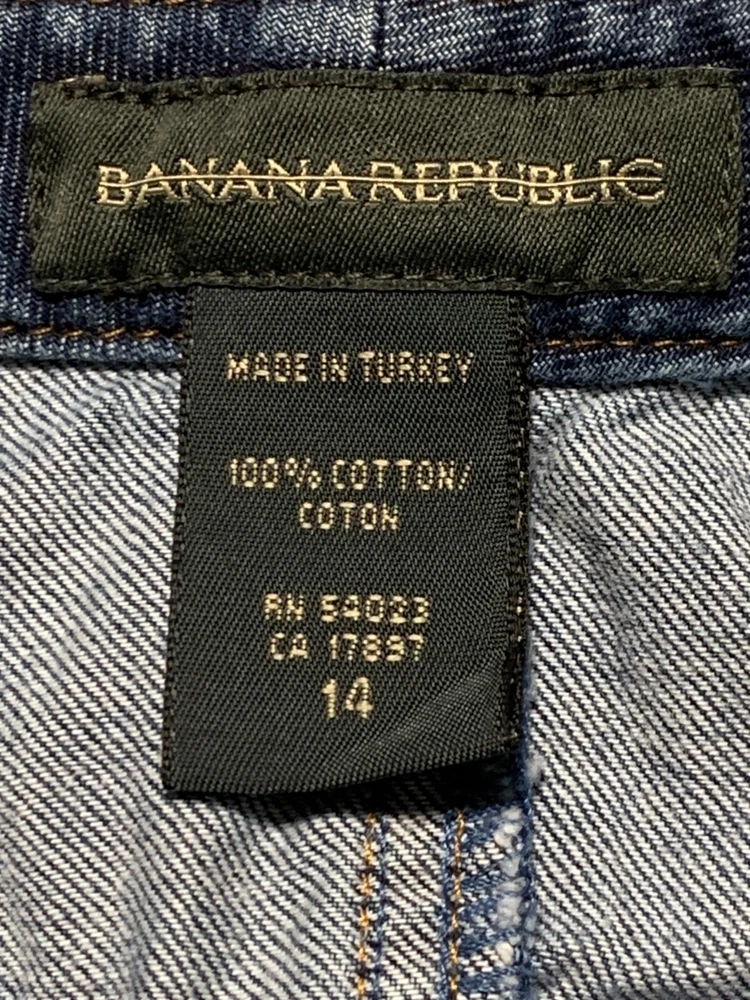 BANANA REPUBLIC
MADE IN TURKEY
100% COTTON/
COTON
RN 54023
CA 17897
14